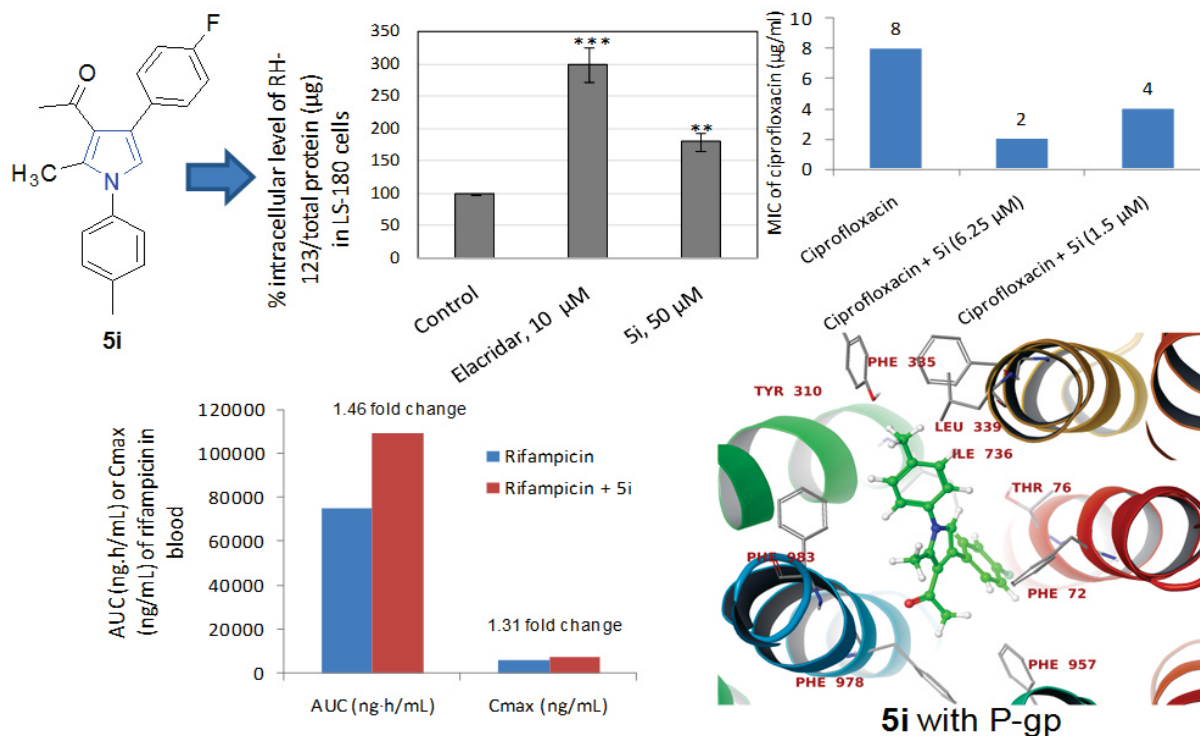 F
O
H₃C
N
5i
% intracellular level of RH-
123/total protein (µg)
in LS-180 cells
350
300
250
200
150
100
50
0
***
**
Control
Elacridar, 10 µM
5i, 50 µM
MIC of ciprofloxacin (µg/ml)
10
8
6
4
2
0
8
2
4
Ciprofloxacin
Ciprofloxacin + 5i (6.25 µM)
Ciprofloxacin + 5i (1.5 µM)
AUC (ng.h/mL) or Cmax
(ng/mL) of rifampicin in
blood
120000
100000
80000
60000
40000
20000
0
1.46 fold change
1.31 fold change
Rifampicin
Rifampicin + 5i
AUC (ng·h/mL)
Cmax (ng/mL)
PHE 335
TYR 310
LEU 339
ILE 736
THR 76
PHE 983
PHE 72
PHE 978
PHE 957
5i with P-gp